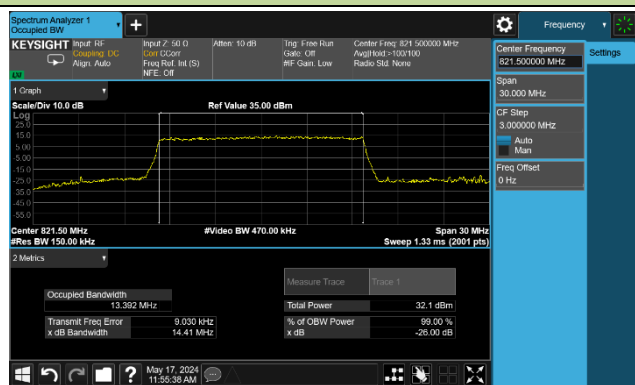 Spectrum Analyzer 1
Occupied BW
Frequency
KEYSIGHT
Input: RF
Coupling: DC
Align: Auto
Input Z: 50 Ω
Corr CCorr
Freq Ref: Int (S)
NFE: Off
Atten: 10 dB
Trig: Free Run
Gate: Off
#IF Gain: Low
Center Freq: 821.500000 MHz
Avg|Hold:>100/100
Radio Std: None
LXI
Center Frequency
821.500000 MHz
Settings
Span
30.000 MHz
CF Step
3.000000 MHz
Auto
Man
Freq Offset
0 Hz
1 Graph
Scale/Div 10.0 dB
Ref Value 35.00 dBm
Log
25.0
15.0
5.00
-5.00
-15.0
-25.0
-35.0
-45.0
-55.0
Center 821.50 MHz
#Video BW 470.00 kHz
Span 30 MHz
#Res BW 150.00 kHz
Sweep 1.33 ms (2001 pts)
2 Metrics
Measure Trace
Trace 1
Occupied Bandwidth
13.392 MHz
Total Power
32.1 dBm
Transmit Freq Error
9.030 kHz
% of OBW Power
99.00 %
x dB Bandwidth
14.41 MHz
x dB
-26.00 dB
?
May 17, 2024
11:55:38 AM